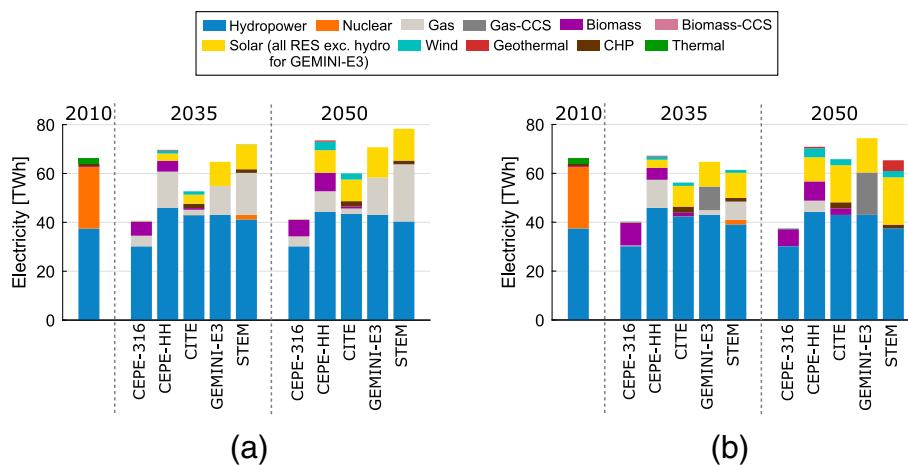 Hydropower Nuclear Gas Gas-CCS Biomass Biomass-CCS
Solar (all RES exc. hydro Wind Geothermal CHP Thermal
for GEMINI-E3)
2010 2035 2050 2010 2035 2050
80 80
60 60
40 40
20 20
0 0
Electricity [TWh] Electricity [TWh]
CEPE-316 CEPE-HH CITE GEMINI-E3 STEM CEPE-316 CEPE-HH CITE GEMINI-E3 STEM CEPE-316 CEPE-HH CITE GEMINI-E3 STEM CEPE-316 CEPE-HH CITE GEMINI-E3 STEM
(a) (b)